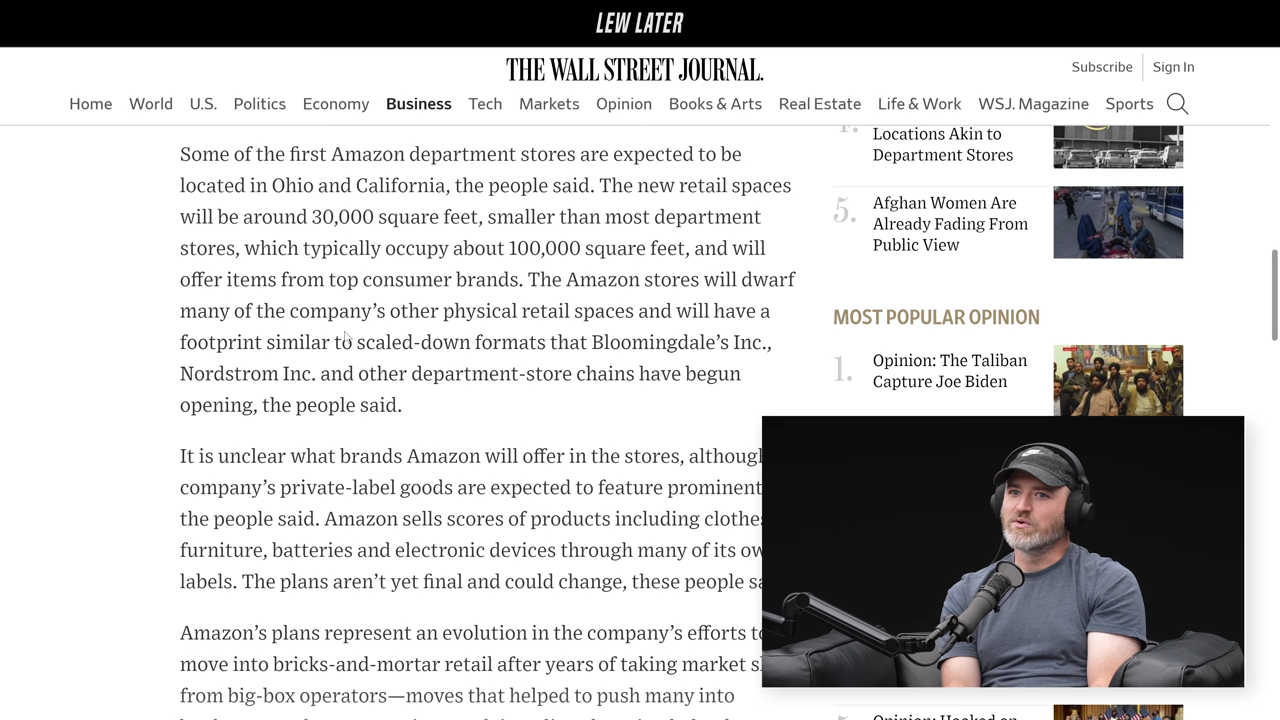 LEW LATER
THE WALL STREET JOURNAL.
Subscribe
Sign In
Home World U.S. Politics Economy Business Tech Markets Opinion Books & Arts Real Estate Life & Work WSJ. Magazine Sports
Some of the first Amazon department stores are expected to be
located in Ohio and California, the people said. The new retail spaces
will be around 30,000 square feet, smaller than most department
stores, which typically occupy about 100,000 square feet, and will
offer items from top consumer brands. The Amazon stores will dwarf
many of the company’s other physical retail spaces and will have a
footprint similar to scaled-down formats that Bloomingdale’s Inc.,
Nordstrom Inc. and other department-store chains have begun
opening, the people said.
It is unclear what brands Amazon will offer in the stores, although
company’s private-label goods are expected to feature prominent
the people said. Amazon sells scores of products including clothe
furniture, batteries and electronic devices through many of its ow
labels. The plans aren’t yet final and could change, these people sa
Amazon’s plans represent an evolution in the company’s efforts to
move into bricks-and-mortar retail after years of taking market s
from big-box operators—moves that helped to push many into
Locations Akin to
Department Stores
5.
Afghan Women Are
Already Fading From
Public View
MOST POPULAR OPINION
1.
Opinion: The Taliban
Capture Joe Biden